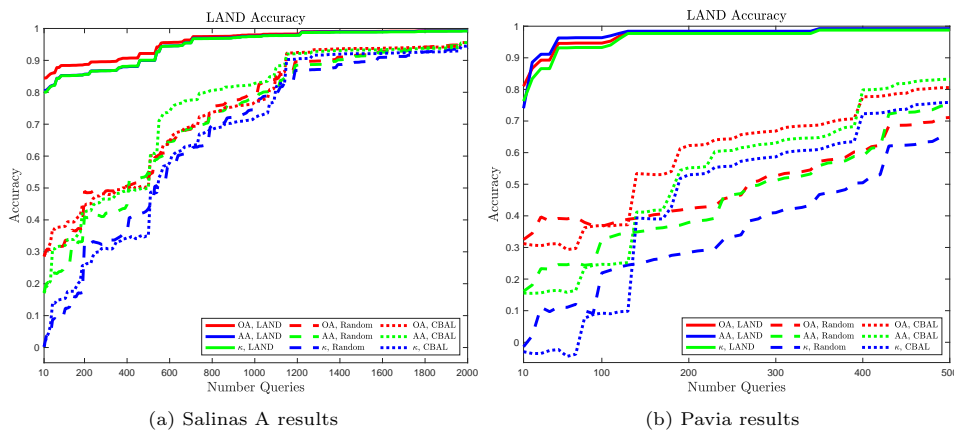 LAND Accuracy
1
0.9
0.8
0.7
0.6
0.5
0.4
0.3
0.2
0.1
0
Accuracy
10 200 400 600 800 1000 1200 1400 1600 1800 2000
Number Queries
OA, LAND OA, Random OA, CBAL
AA, LAND AA, Random AA, CBAL
κ, LAND κ, Random κ, CBAL
(a) Salinas A results
LAND Accuracy
1
0.9
0.8
0.7
0.6
0.5
0.4
0.3
0.2
0.1
0
Accuracy
10 100 200 300 400 500
Number Queries
OA, LAND OA, Random OA, CBAL
AA, LAND AA, Random AA, CBAL
κ, LAND κ, Random κ, CBAL
(b) Pavia results